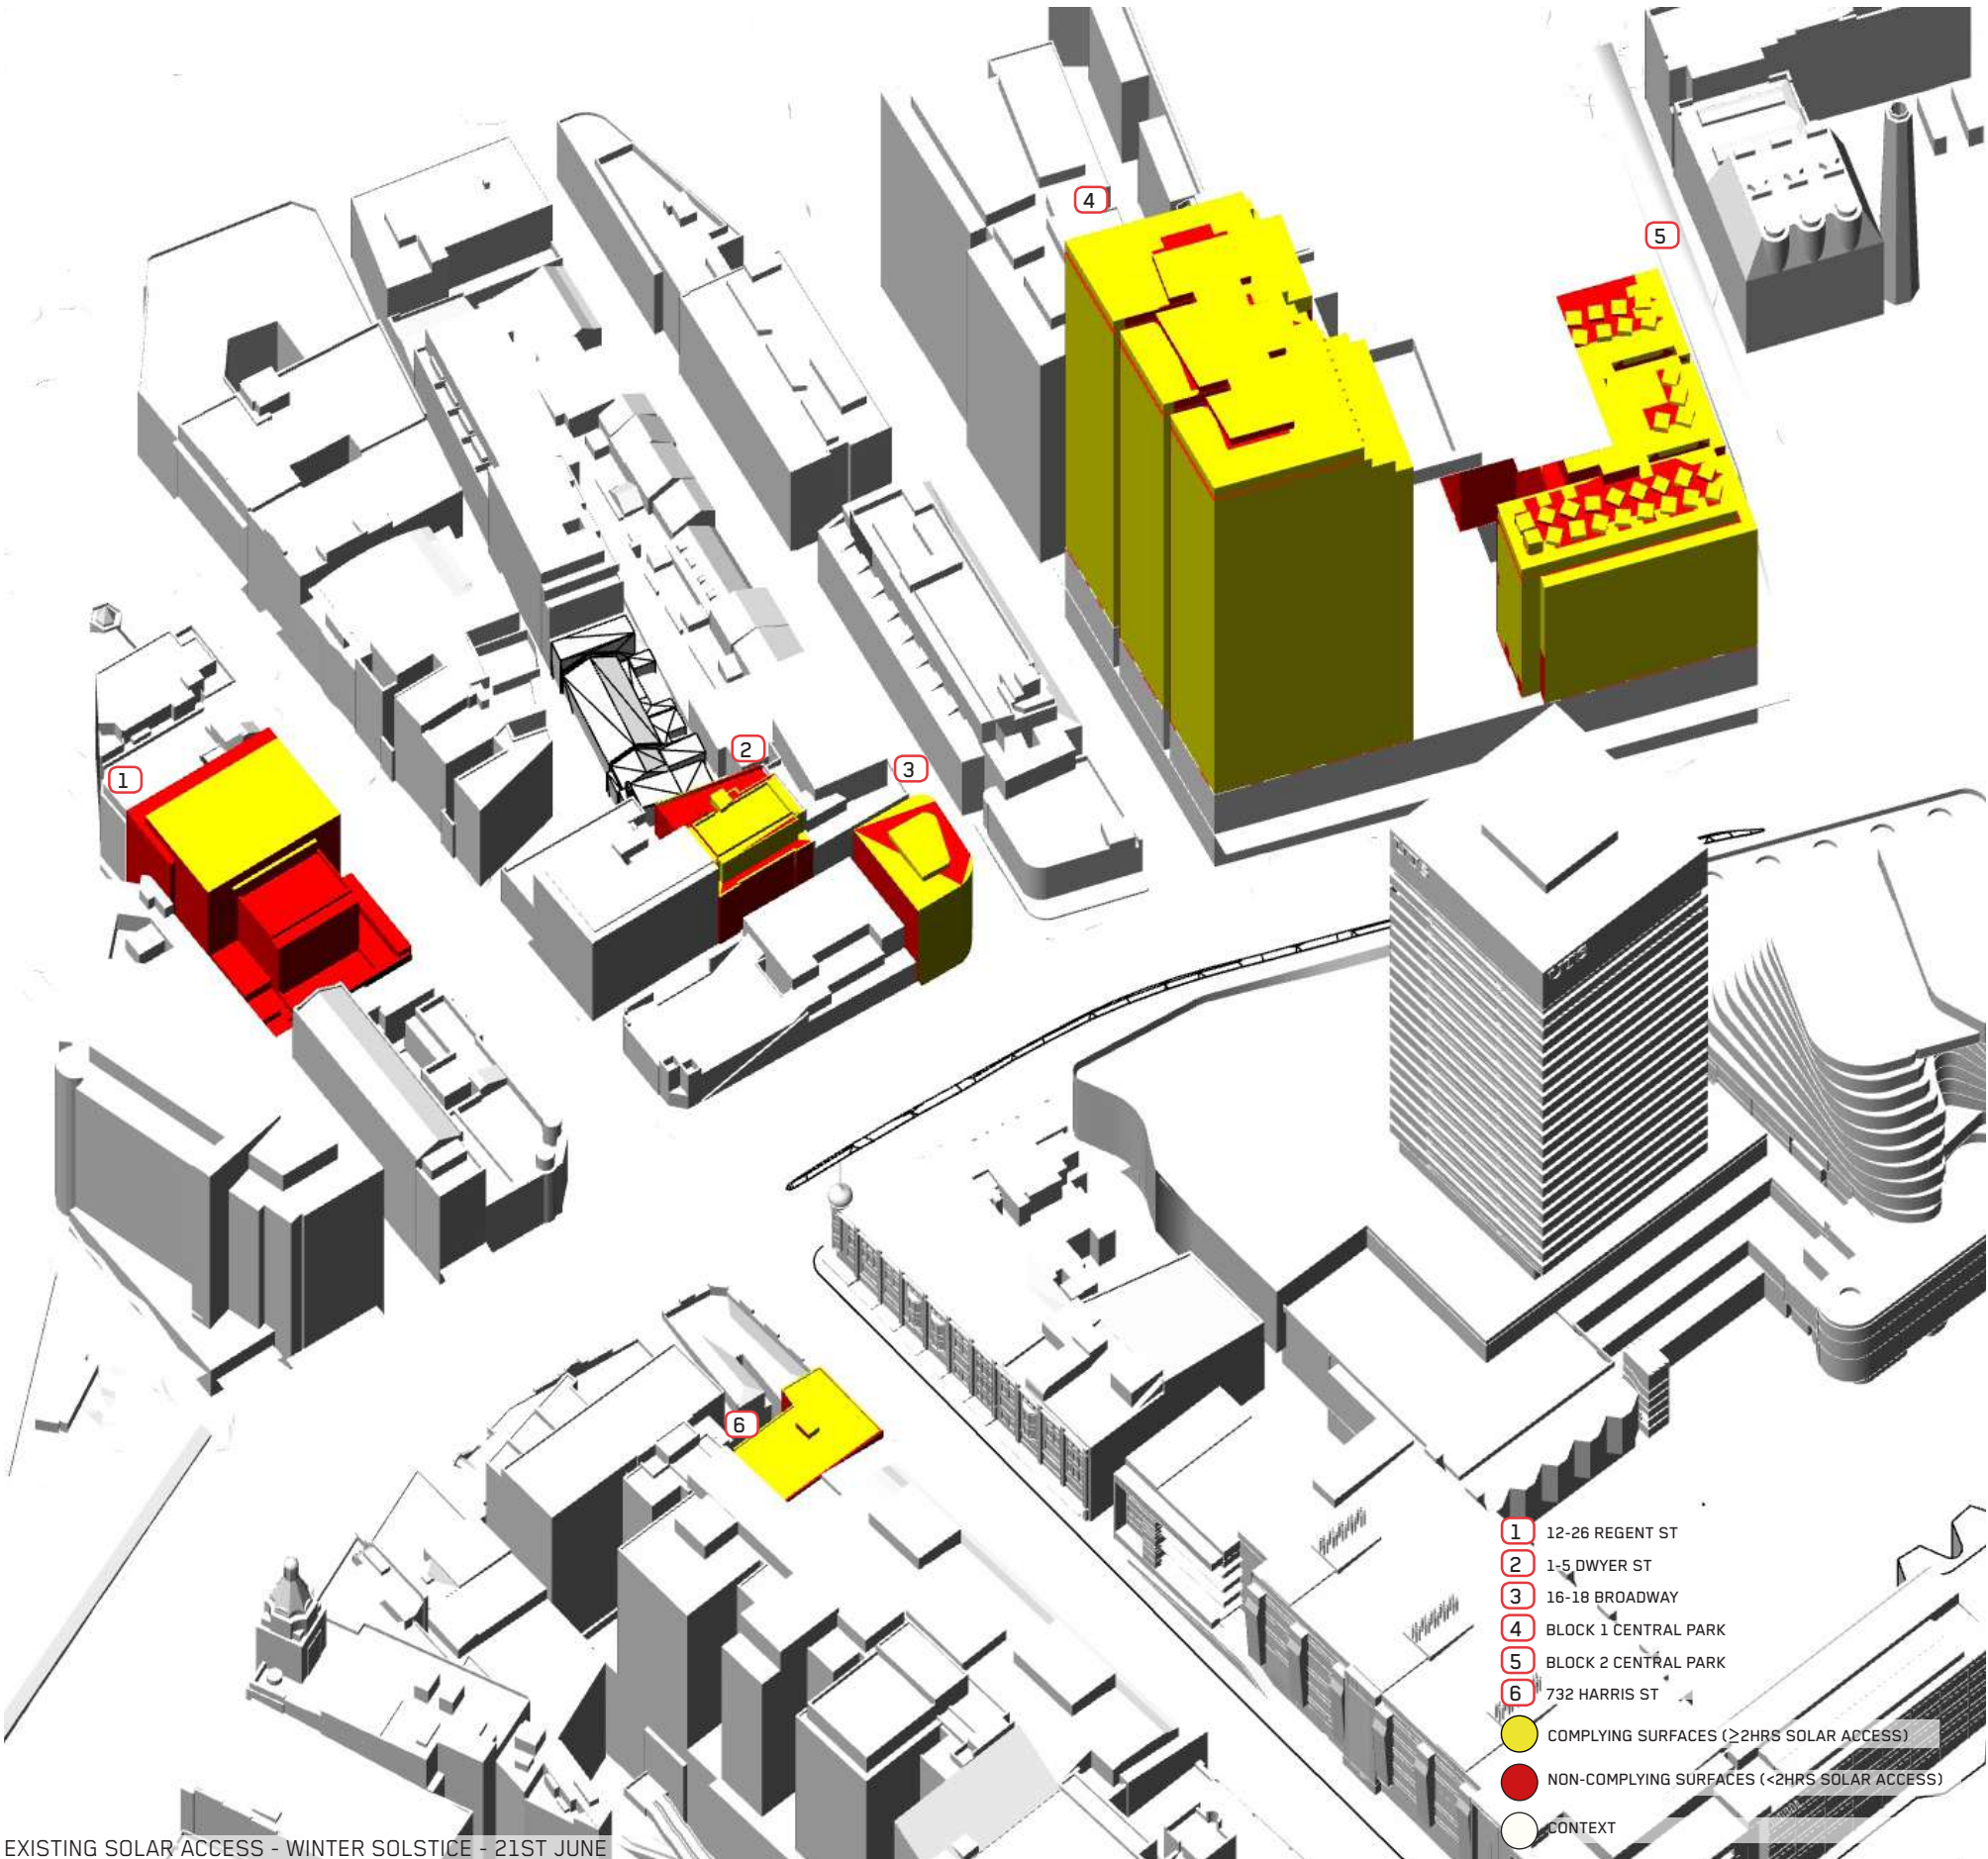 4
5
2
3
1
UTS
UTS
6
1 12-26 REGENT ST
2 1-5 DWYER ST
3 16-18 BROADWAY
4 BLOCK 1 CENTRAL PARK
5 BLOCK 2 CENTRAL PARK
6 732 HARRIS ST
COMPLYING SURFACES (≥2HRS SOLAR ACCESS)
NON-COMPLYING SURFACES (<2HRS SOLAR ACCESS)
CONTEXT
EXISTING SOLAR ACCESS - WINTER SOLSTICE - 21ST JUNE